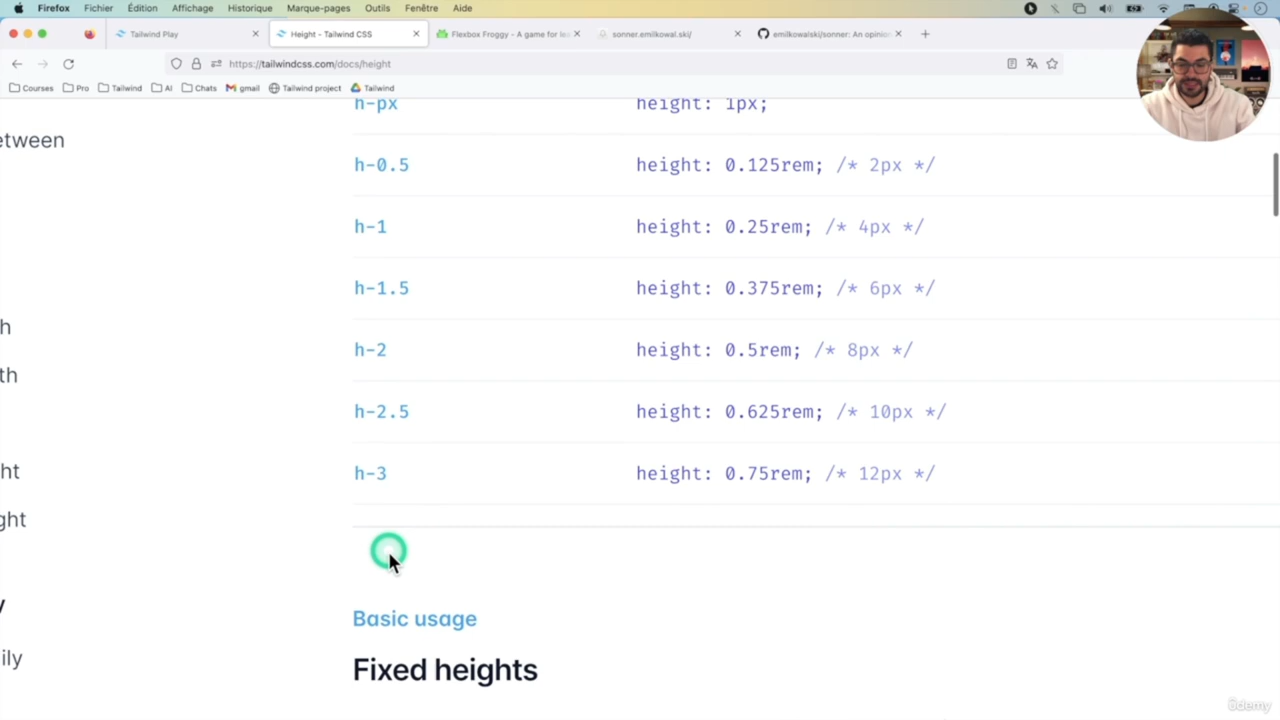 Firefox Fichier Édition Affichage Historique Marque-pages Outils Fenêtre Aide
Tailwind Play
Height - Tailwind CSS
Flexbox Froggy - A game for lea
sonner.emilkowal.ski/
emilkowalski/sonner: An opinion
https://tailwindcss.com/docs/height
Courses Pro Tailwind AI Chats gmail Tailwind project Tailwind
h-px height: 1px;
etween
h-0.5 height: 0.125rem; /* 2px */
h-1 height: 0.25rem; /* 4px */
h-1.5 height: 0.375rem; /* 6px */
h
h-2 height: 0.5rem; /* 8px */
th
h-2.5 height: 0.625rem; /* 10px */
ht
h-3 height: 0.75rem; /* 12px */
ght
Basic usage
ily
Fixed heights
ûdemy